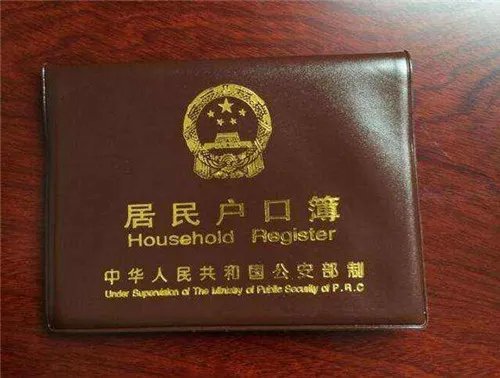 居民户口簿
Household Register
中华人民共和国公安部制
Under Supervision of The Ministry of Public Security of P.R.C